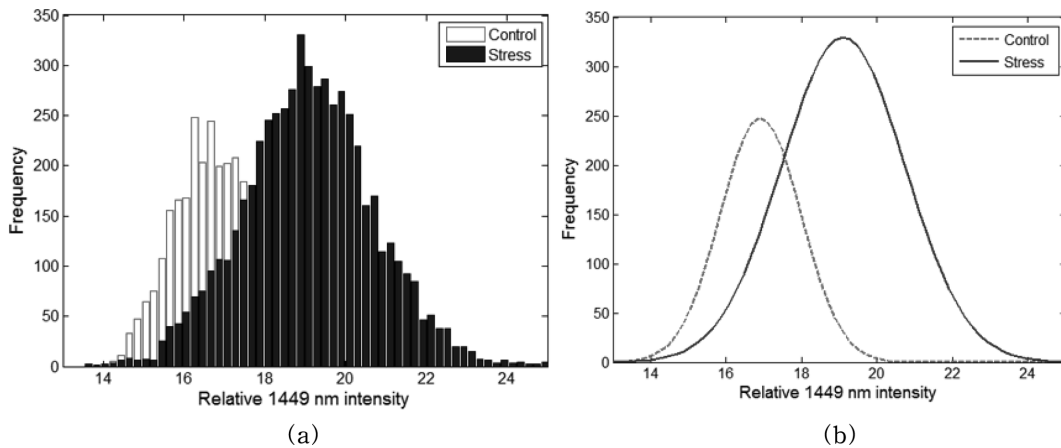 350
300
250
200
150
100
50
0
Frequency
14 16 18 20 22 24
Relative 1449 nm intensity
Control
Stress
(a)
350
300
250
200
150
100
50
0
Frequency
14 16 18 20 22 24
Relative 1449 nm intensity
Control
Stress
(b)